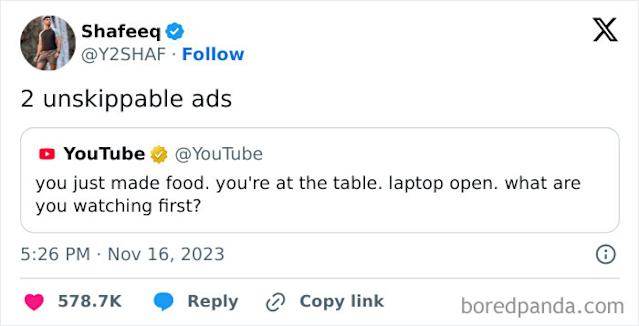 Shafeeq
@Y2SHAF · Follow
2 unskippable ads
YouTube @YouTube
you just made food. you're at the table. laptop open. what are
you watching first?
5:26 PM · Nov 16, 2023
578.7K Reply Copy link
boredpanda.com